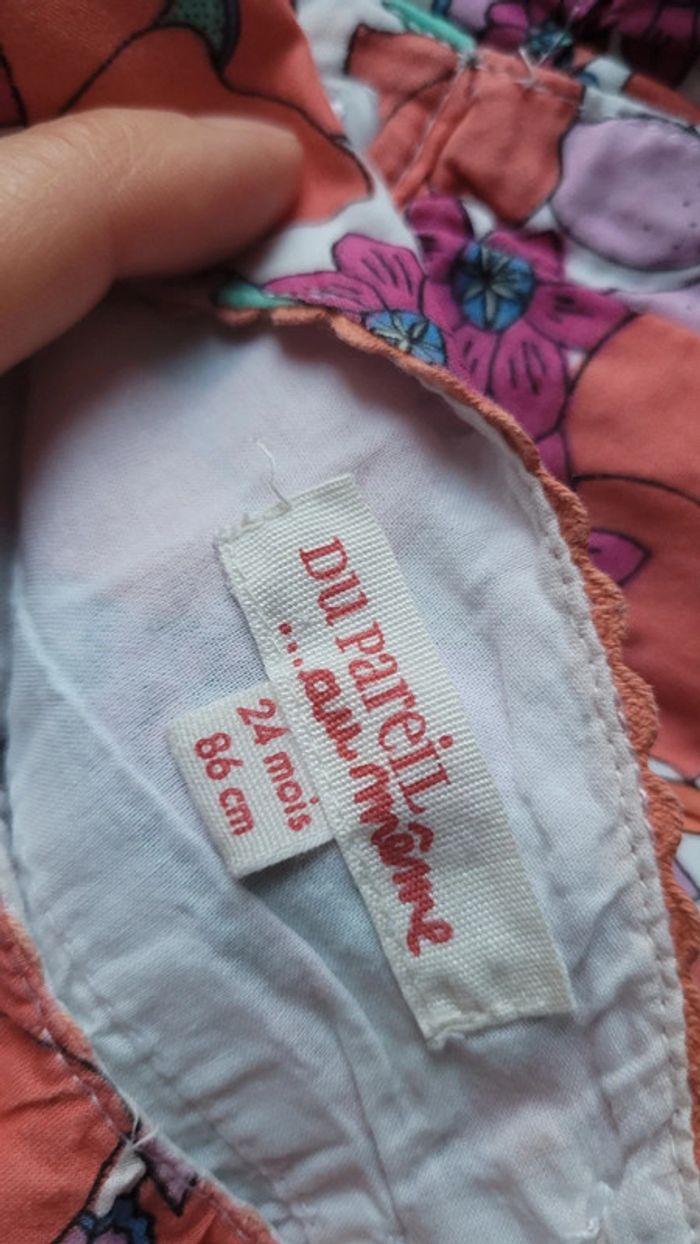 DU PAREIL
...au même
24 mois
86 cm